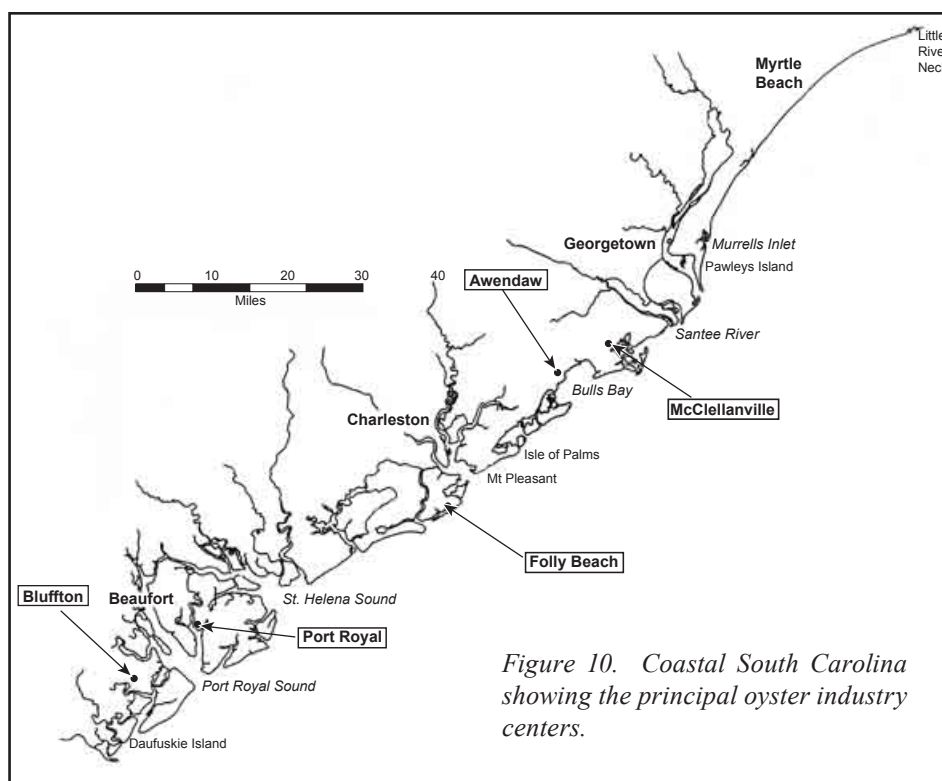 Little
Rive
Nec
Myrtle
Beach
Georgetown
Murrells Inlet
Pawleys Island
0 10 20 30 40
Miles
Awendaw
Santee River
Bulls Bay
McClellanville
Charleston
Isle of Palms
Mt Pleasant
Folly Beach
St. Helena Sound
Bluffton
Beaufort
Port Royal
Port Royal Sound
Daufuskie Island
Figure 10. Coastal South Carolina
showing the principal oyster industry
centers.